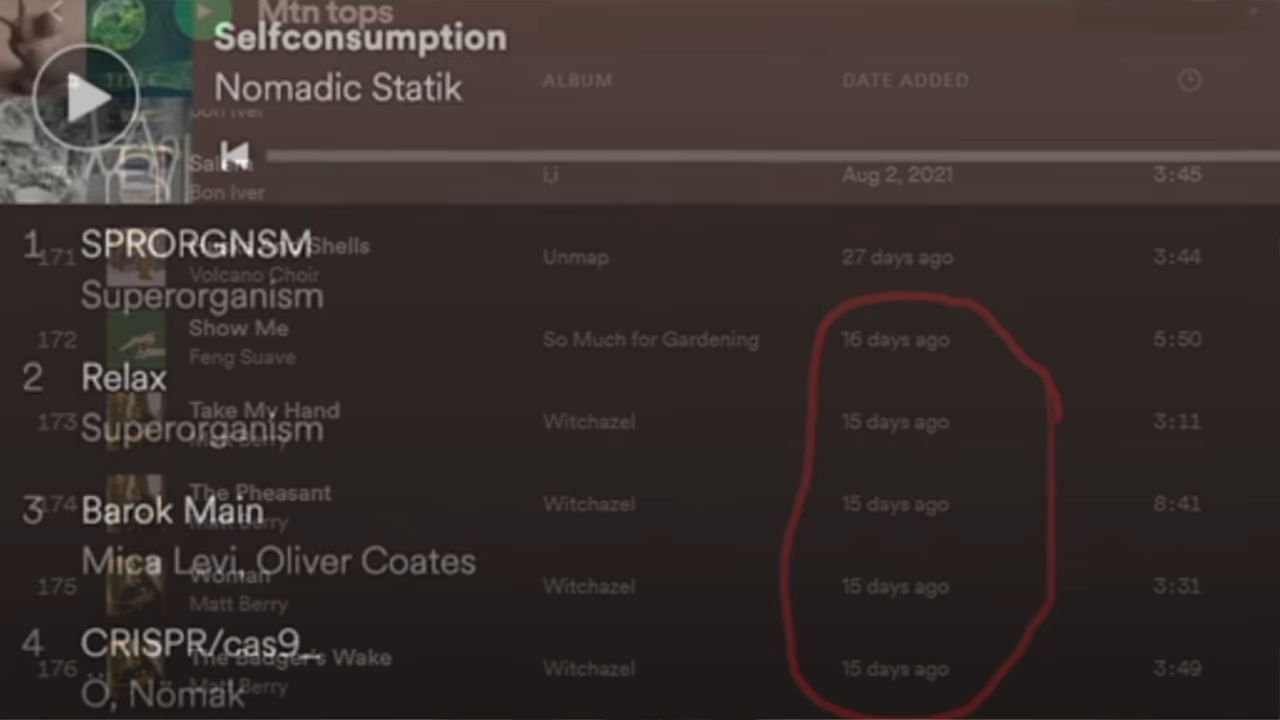 Mtn tops
Selfconsumption
Nomadic Statik
TITLE ALBUM DATE ADDED
Bon Iver
Salem i,i Aug 2, 2021 3:45
Bon Iver
1 SPRORGNSM
171 Shells Unmap 27 days ago 3:44
Volcano Choir
Superorganism
172 Show Me So Much for Gardening 16 days ago 5:50
Feng Suave
2 Relax
173 Take My Hand Witchazel 15 days ago 3:11
Superorganism
Matt Berry
174 The Pheasant Witchazel 15 days ago 8:41
3 Barok Main
Matt Berry
Mica Levi, Oliver Coates
175 Woman Witchazel 15 days ago 3:31
Matt Berry
4 CRISPR/cas9_
176 The Badger's Wake Witchazel 15 days ago 3:49
Matt Berry
Ö, Nömak